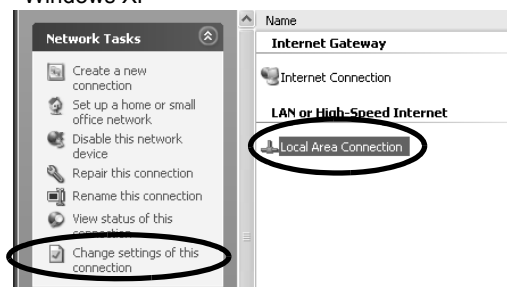 Windows XP
Network Tasks
Create a new
connection
Set up a home or small
office network
Disable this network
device
Repair this connection
Rename this connection
View status of this
connection
Change settings of this
connection
Name
Internet Gateway
Internet Connection
LAN or High-Speed Internet
Local Area Connection